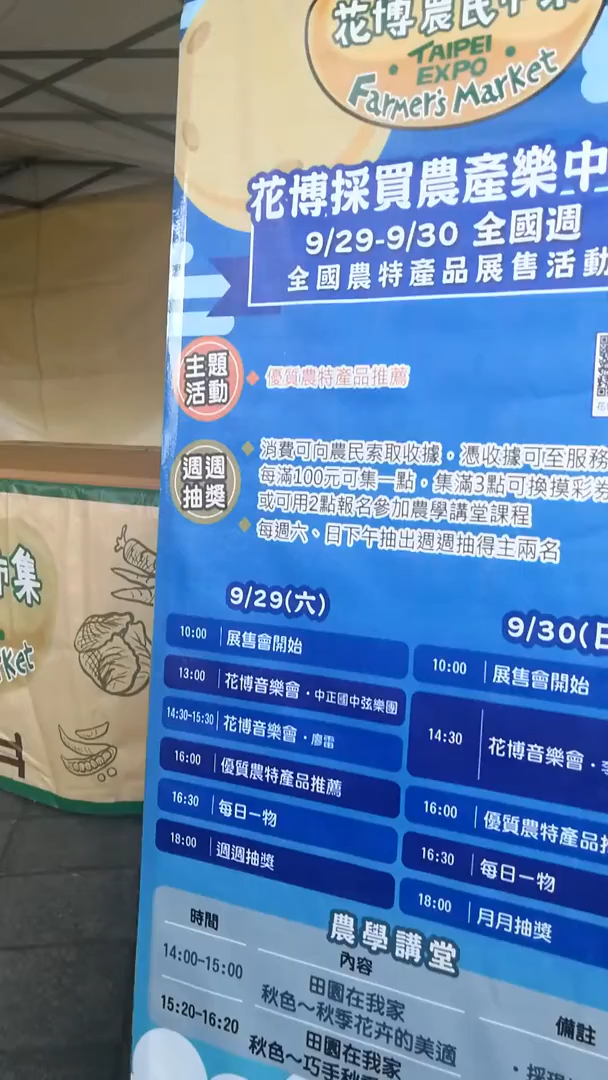 花博農民市集
TAIPEI
EXPO
Farmer's Market
花博採買農產樂中
9/29-9/30 全國週
全國農特產品展售活動
主題
活動
優質農特產品推薦
週週
抽獎
消費可向農民索取收據。憑收據可至服務
每滿100元可集一點。集滿3點可換摸彩券
或可用2點報名參加農學講堂課程
每週六、日下午抽出週週抽得主兩名
9/29(六)
10:00 展售會開始
13:00 花博音樂會·中正國中弦樂團
14:30-15:30 花博音樂會·廖雷
16:00 優質農特產品推薦
16:30 每日一物
18:00 週週抽獎
9/30(日
10:00 展售會開始
14:30 花博音樂會·李
16:00 優質農特產品推
16:30 每日一物
18:00 月月抽獎
農學講堂
時間 內容 備註
14:00-15:00 田園在我家
秋色～秋季花卉的美適
15:20-16:20 田園在我家
秋色～巧手秋
市集
rket